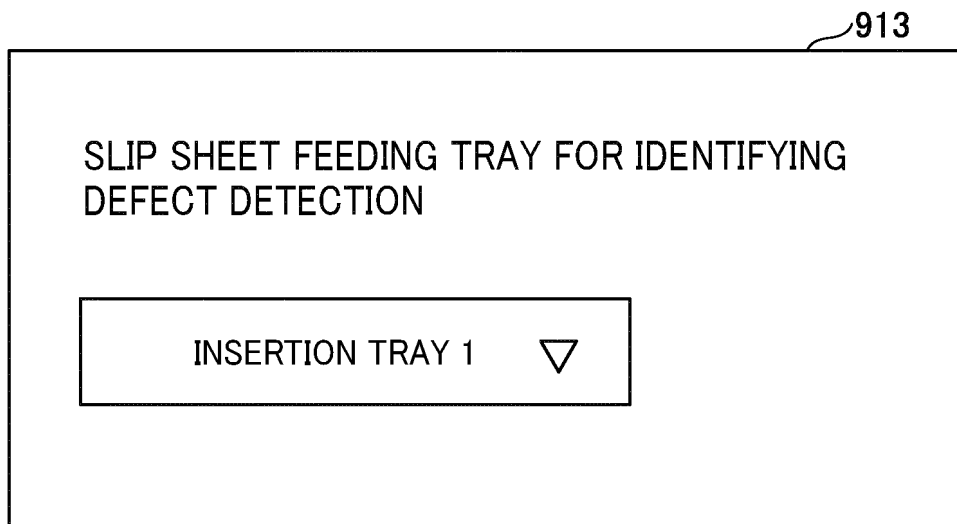 913
SLIP SHEET FEEDING TRAY FOR IDENTIFYING
DEFECT DETECTION
INSERTION TRAY 1